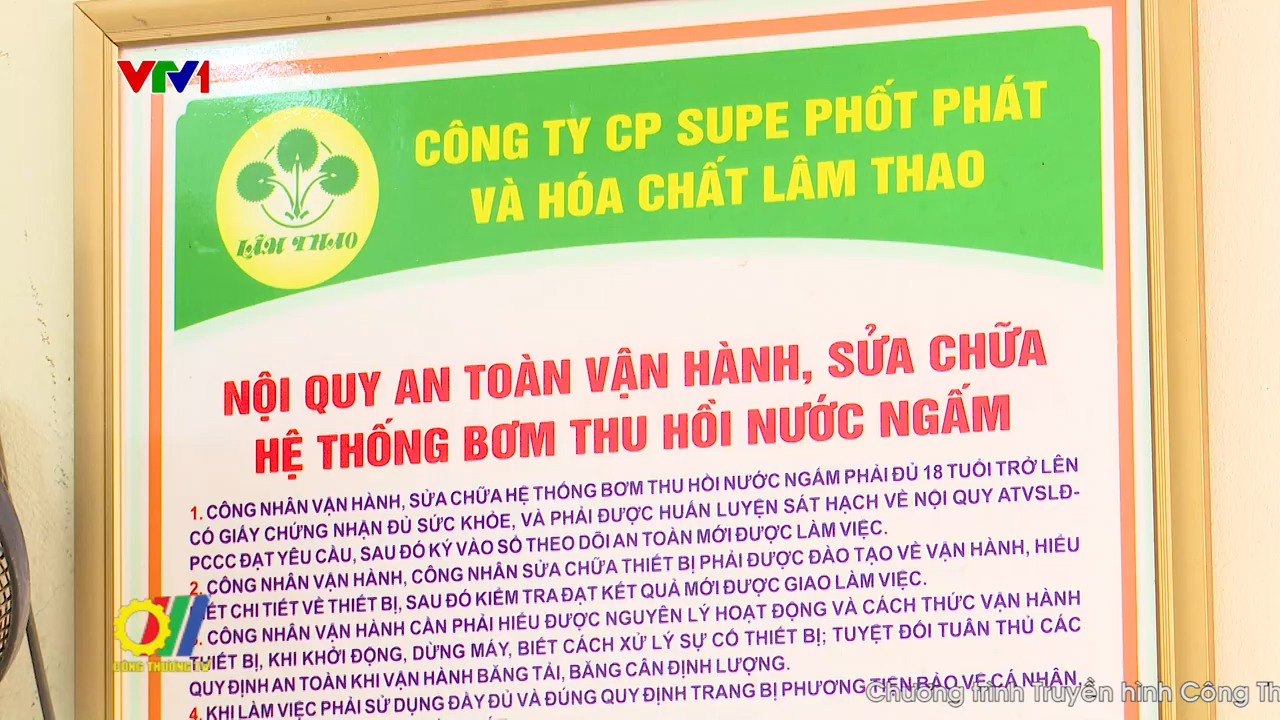 VTV1
CÔNG TY CP SUPE PHỐT PHÁT
VÀ HÓA CHẤT LÂM THAO
LÂM THAO
NỘI QUY AN TOÀN VẬN HÀNH, SỬA CHỮA
HỆ THỐNG BƠM THU HỒI NƯỚC NGẤM
1. CÔNG NHÂN VẬN HÀNH, SỬA CHỮA HỆ THỐNG BƠM THU HỒI NƯỚC NGẤM PHẢI ĐỦ 18 TUỔI TRỞ LÊN
CÓ GIẤY CHỨNG NHẬN ĐỦ SỨC KHỎE, VÀ PHẢI ĐƯỢC HUẤN LUYỆN SÁT HẠCH VỀ NỘI QUY ATVSLĐ-
PCCC ĐẠT YÊU CẦU, SAU ĐÓ KÝ VÀO SỔ THEO DÕI AN TOÀN MỚI ĐƯỢC LÀM VIỆC.
2. CÔNG NHÂN VẬN HÀNH, CÔNG NHÂN SỬA CHỮA THIẾT BỊ PHẢI ĐƯỢC ĐÀO TẠO VỀ VẬN HÀNH, HIỂU
CHI TIẾT VỀ THIẾT BỊ, SAU ĐÓ KIỂM TRA ĐẠT KẾT QUẢ MỚI ĐƯỢC GIAO LÀM VIỆC.
CÔNG NHÂN VẬN HÀNH CẦN PHẢI HIỂU ĐƯỢC NGUYÊN LÝ HOẠT ĐỘNG VÀ CÁCH THỨC VẬN HÀNH
THIẾT BỊ, KHI KHỞI ĐỘNG, DỪNG MÁY, BIẾT CÁCH XỬ LÝ SỰ CỐ THIẾT BỊ; TUYỆT ĐỐI TUÂN THỦ CÁC
QUY ĐỊNH AN TOÀN KHI VẬN HÀNH BĂNG TẢI, BĂNG CÂN ĐỊNH LƯỢNG.
4. KHI LÀM VIỆC PHẢI SỬ DỤNG ĐẦY ĐỦ VÀ ĐÚNG QUY ĐỊNH TRANG BỊ PHƯƠNG TIỆN BẢO VỆ CÁ NHÂN,
CÔNG THƯƠNG TV
Chương trình Truyền hình Công Th